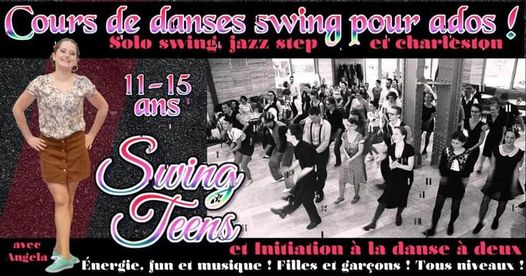 Cours de danses swing pour ados !
Solo swing, jazz step et charleston
11-15
ans
Swing
Teens
avec
Angela
et Initiation à la danse à deux
Énergie, fun et musique ! Filles et garçons ! Tous niveaux !